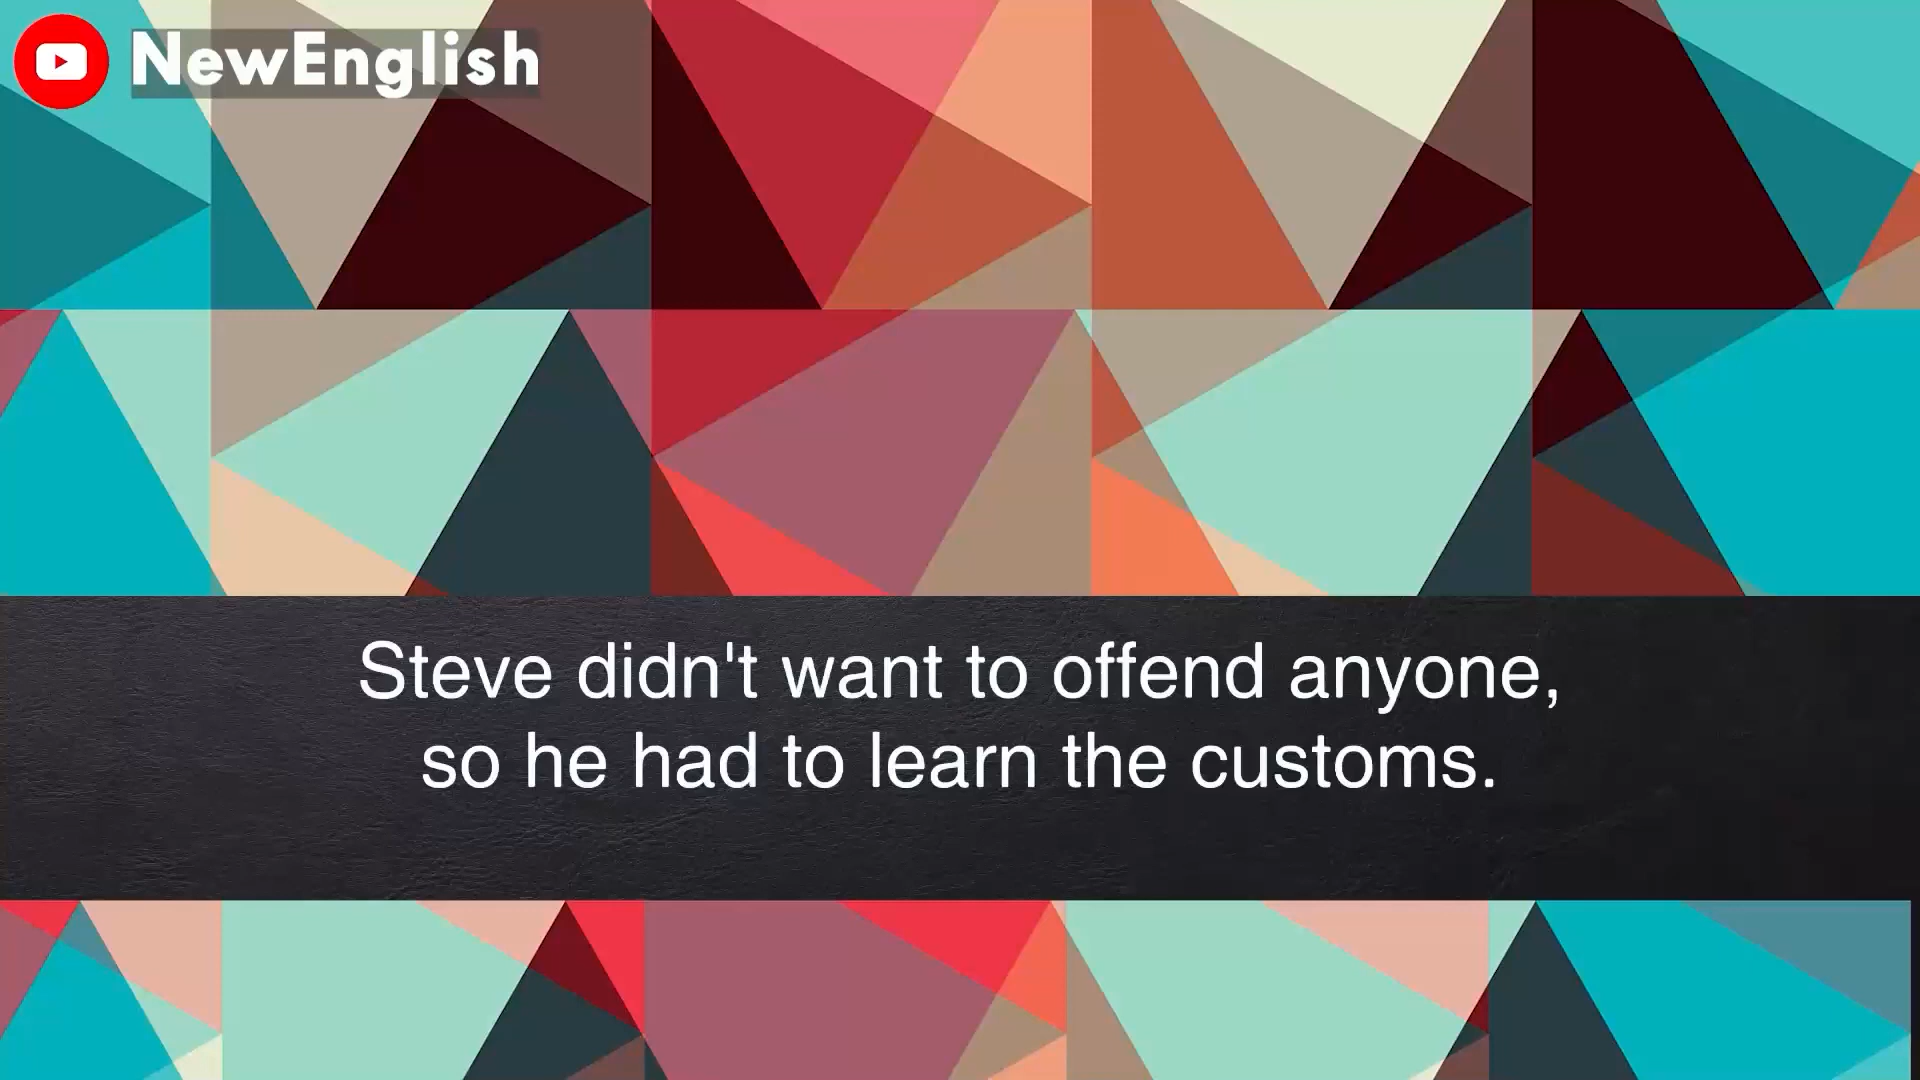 NewEnglish
Steve didn't want to offend anyone,
so he had to learn the customs.